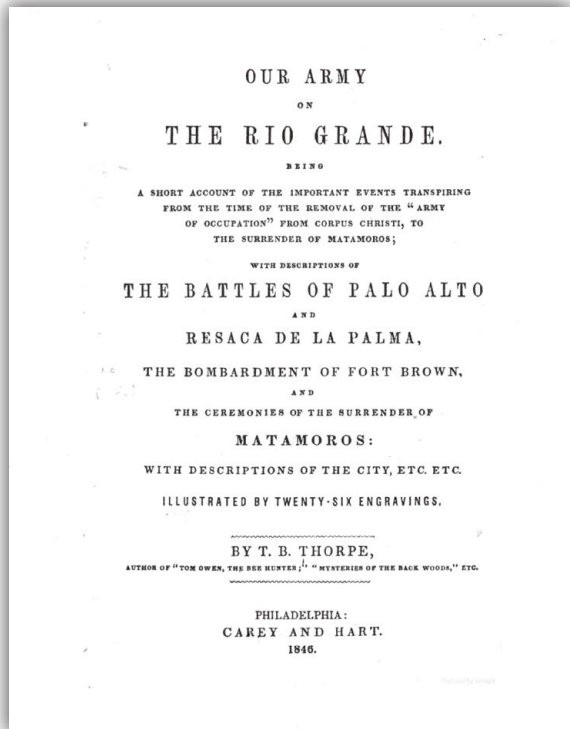 OUR ARMY
ON
THE RIO GRANDE.
BEING
A SHORT ACCOUNT OF THE IMPORTANT EVENTS TRANSPIRING
FROM THE TIME OF THE REMOVAL OF THE “ARMY
OF OCCUPATION” FROM CORPUS CHRISTI, TO
THE SURRENDER OF MATAMOROS;
WITH DESCRIPTIONS OF
THE BATTLES OF PALO ALTO
AND
RESACA DE LA PALMA,
THE BOMBARDMENT OF FORT BROWN,
AND
THE CEREMONIES OF THE SURRENDER OF
MATAMOROS:
WITH DESCRIPTIONS OF THE CITY, ETC. ETC.
ILLUSTRATED BY TWENTY-SIX ENGRAVINGS.
BY T. B. THORPE,
AUTHOR OF “TOM OWEN, THE BEE HUNTER;” “MYSTERIES OF THE BACK WOODS,” ETC.
PHILADELPHIA:
CAREY AND HART.
1846.
Digitized by Google